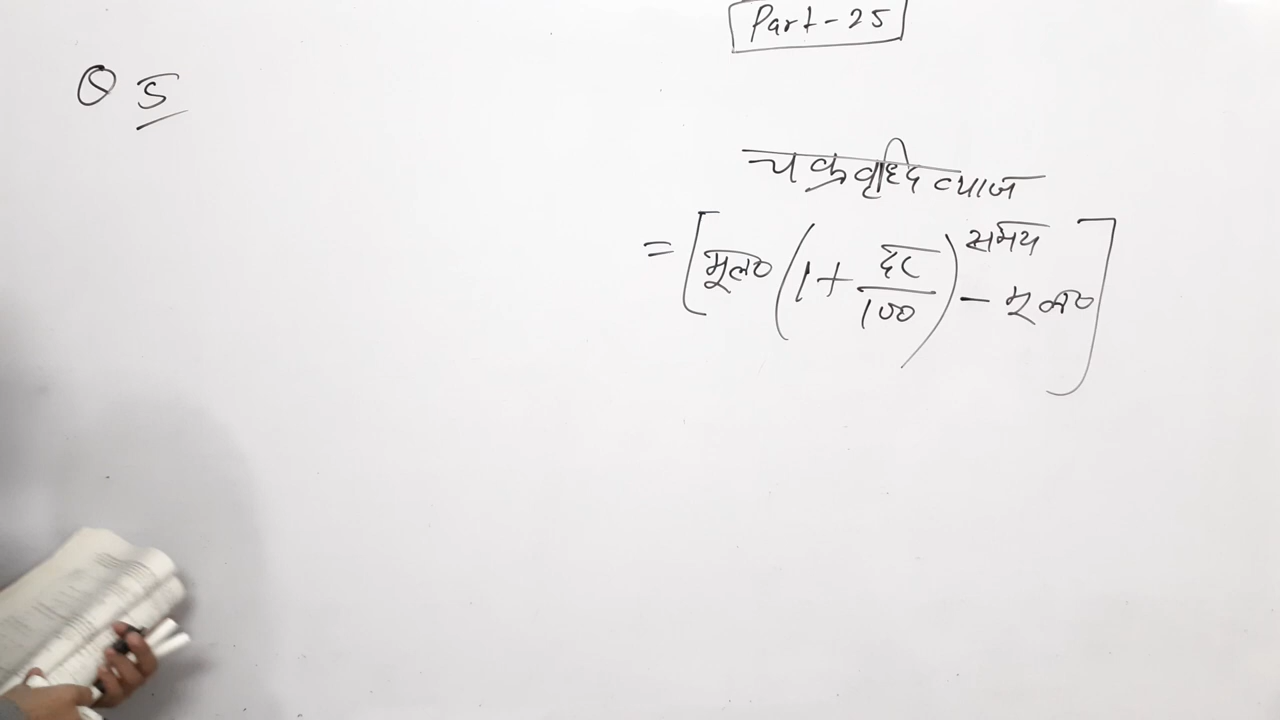 Part-25
Q 5
चक्रवृध्दि व्याज
= [मूल० (1 + दर/100)^समय - मूल०]